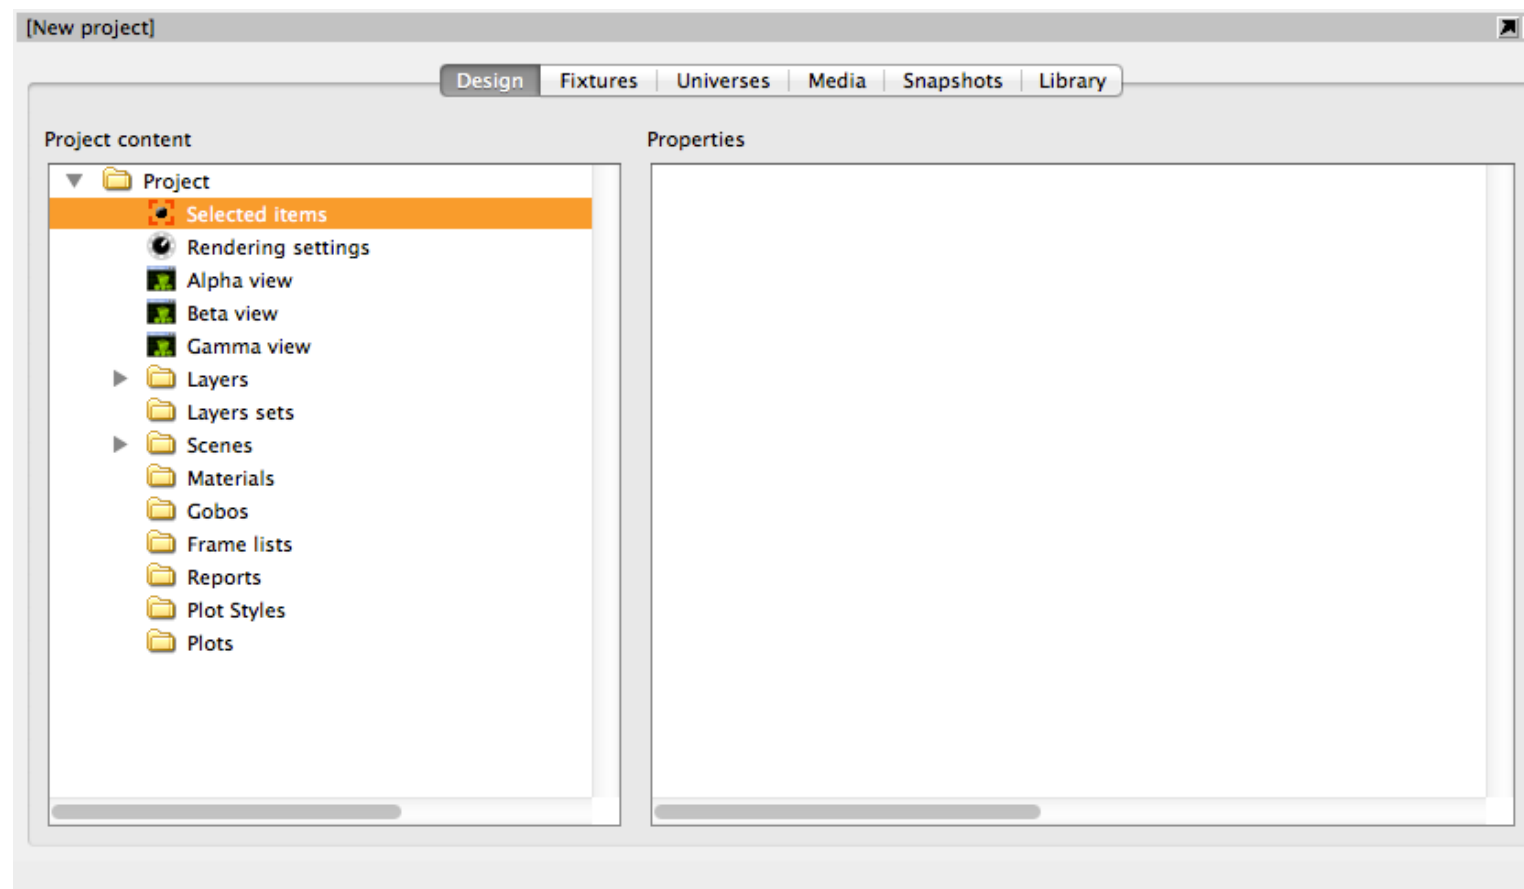 [New project]
Design Fixtures Universes Media Snapshots Library
Project content
Properties
Project
Selected items
Rendering settings
Alpha view
Beta view
Gamma view
Layers
Layers sets
Scenes
Materials
Gobos
Frame lists
Reports
Plot Styles
Plots